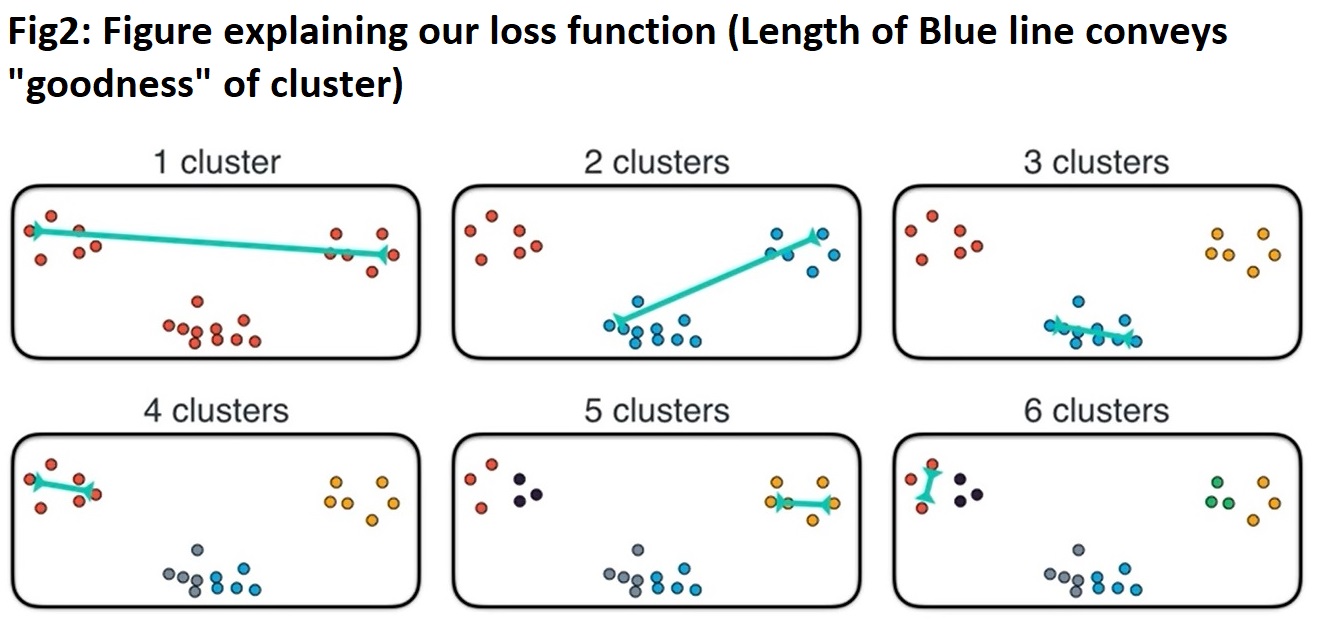 Fig2: Figure explaining our loss function (Length of Blue line conveys
"goodness" of cluster)
1 cluster
2 clusters
3 clusters
4 clusters
5 clusters
6 clusters